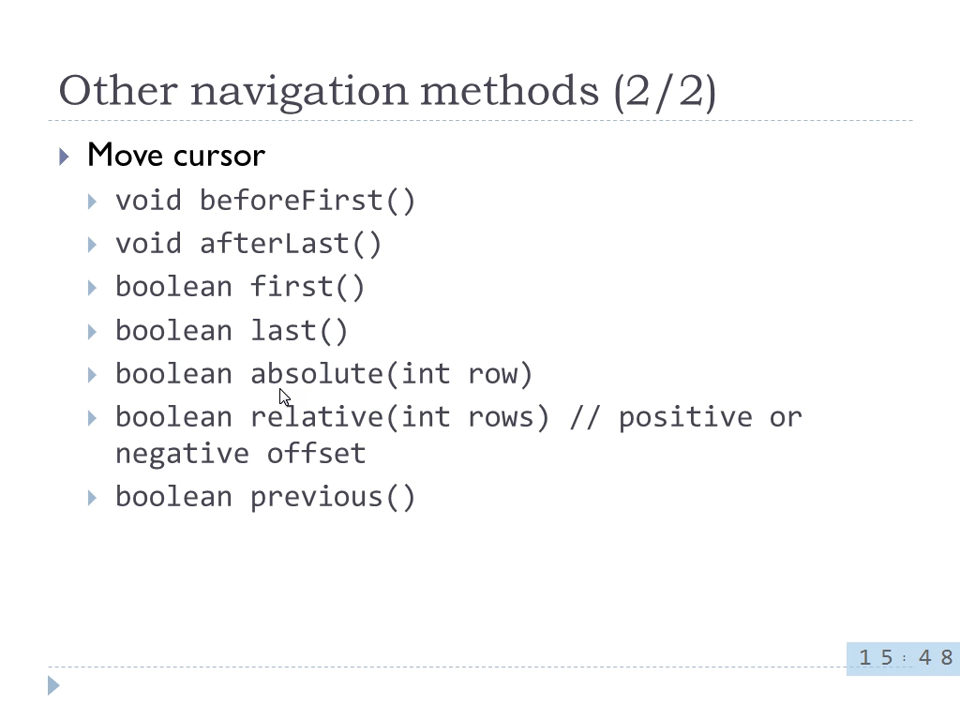 Other navigation methods (2/2)
Move cursor
void beforeFirst()
void afterLast()
boolean first()
boolean last()
boolean absolute(int row)
boolean relative(int rows) // positive or
negative offset
boolean previous()
15:48